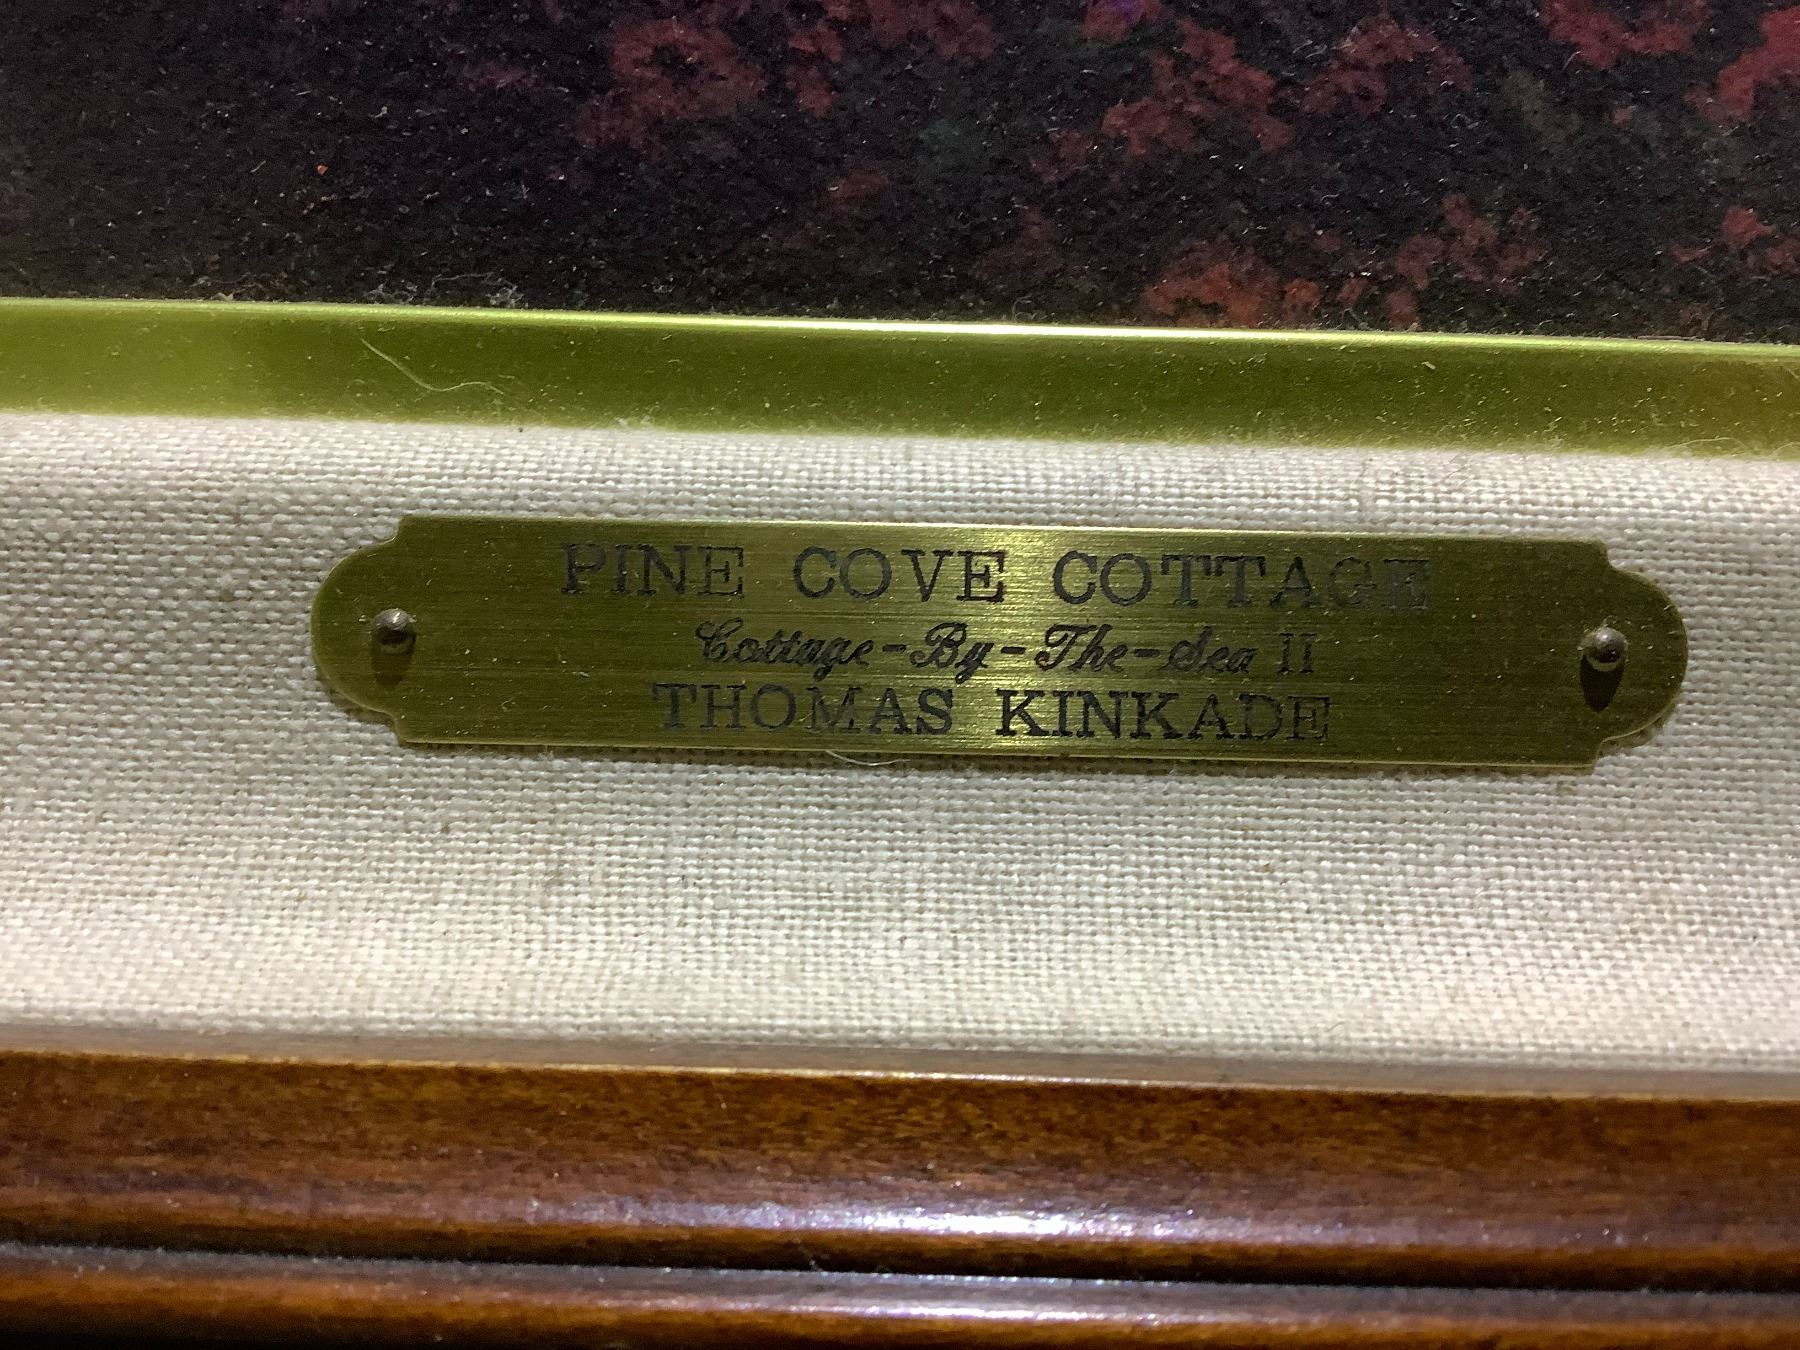 PINE COVE COTTAGE
Cottage-By-The-Sea II
THOMAS KINKADE